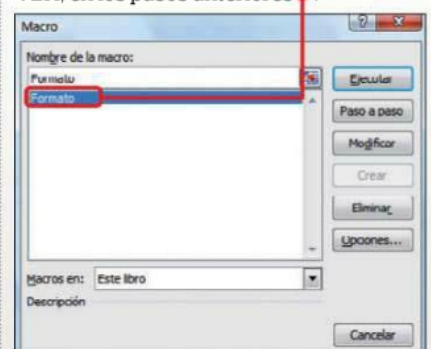 Macro
Nombre de la macro:
Formato
Formato
Ejecutar
Paso a paso
Modificar
Crear
Eliminar
Opciones...
Macros en: Este libro
Descripción
Cancelar